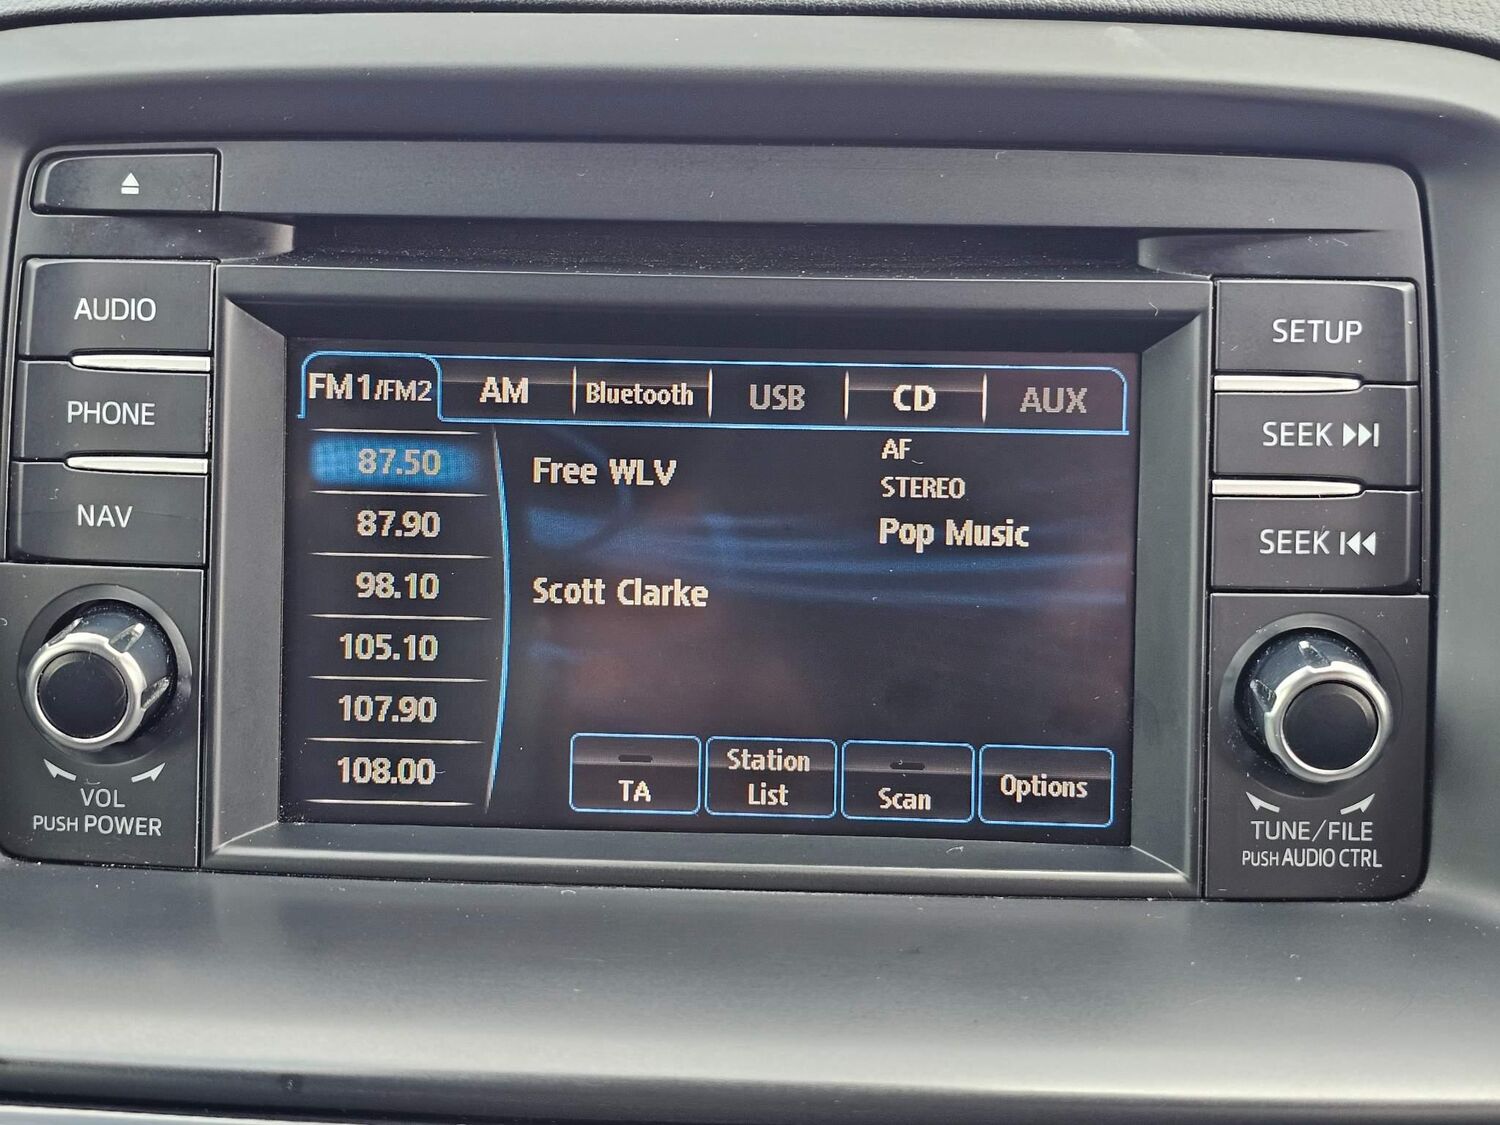 AUDIO
PHONE
NAV
VOL
PUSH POWER
FM1/FM2 AM Bluetooth USB CD AUX
87.50
87.90
98.10
105.10
107.90
108.00
Free WLV
AF
STEREO
Pop Music
Scott Clarke
TA
Station
List
Scan
Options
SETUP
SEEK
SEEK
TUNE/FILE
PUSH AUDIO CTRL